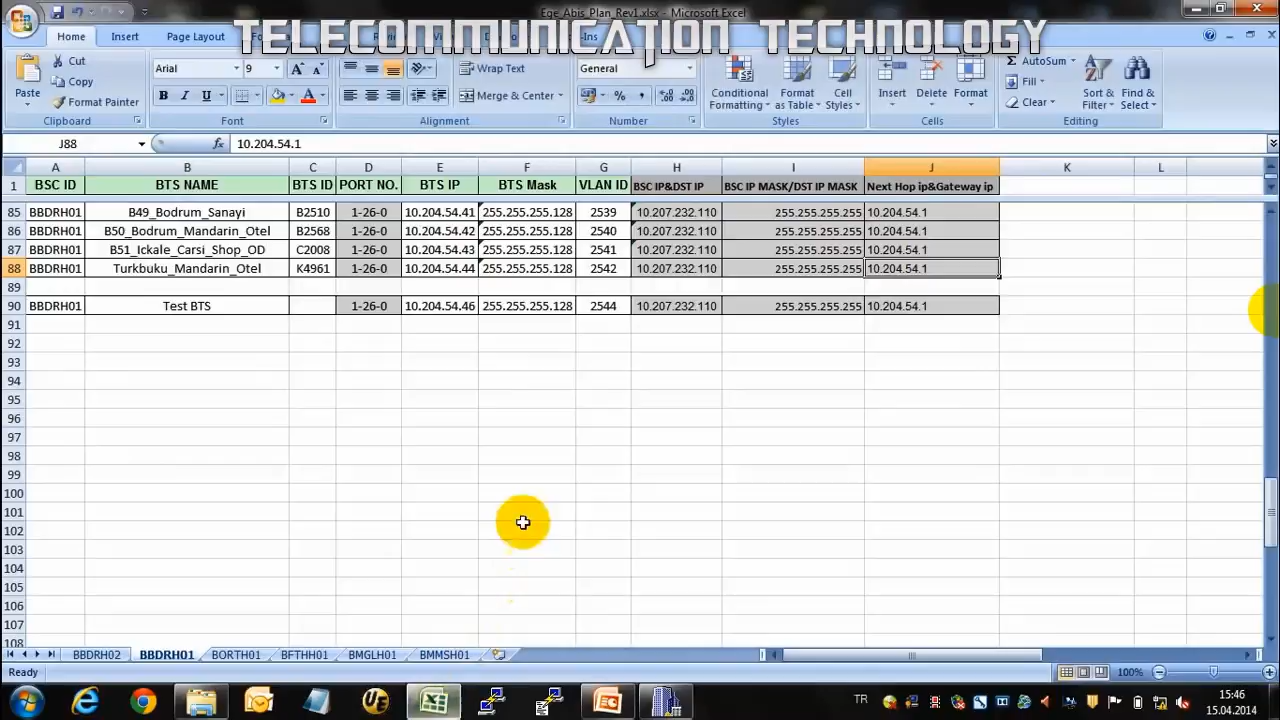 Ege_Abis_Plan_Rev1.xlsx - Microsoft Excel
TELECOMMUNICATION TECHNOLOGY
Home Insert Page Layout
Cut
Copy
Format Painter
Paste
Clipboard
Arial 9
B I U
Font
Wrap Text
Merge & Center
Alignment
General
%
Number
Conditional Formatting
Format as Table
Cell Styles
Styles
Insert Delete Format
Cells
AutoSum
Fill
Clear
Sort & Filter
Find & Select
Editing
J88 fx 10.204.54.1
A B C D E F G H I J K L
1 BSC ID BTS NAME BTS ID PORT NO. BTS IP BTS Mask VLAN ID BSC IP&DST IP BSC IP MASK/DST IP MASK Next Hop ip&Gateway ip
85 BBDRH01 B49_Bodrum_Sanayi B2510 1-26-0 10.204.54.41 255.255.255.128 2539 10.207.232.110 255.255.255.255 10.204.54.1
86 BBDRH01 B50_Bodrum_Mandarin_Otel B2568 1-26-0 10.204.54.42 255.255.255.128 2540 10.207.232.110 255.255.255.255 10.204.54.1
87 BBDRH01 B51_Ickale_Carsi_Shop_OD C2008 1-26-0 10.204.54.43 255.255.255.128 2541 10.207.232.110 255.255.255.255 10.204.54.1
88 BBDRH01 Turkbuku_Mandarin_Otel K4961 1-26-0 10.204.54.44 255.255.255.128 2542 10.207.232.110 255.255.255.255 10.204.54.1
89
90 BBDRH01 Test BTS 1-26-0 10.204.54.46 255.255.255.128 2544 10.207.232.110 255.255.255.255 10.204.54.1
91
92
93
94
95
96
97
98
99
100
101
102
103
104
105
106
107
108
BBDRH02 BBDRH01 BORTH01 BFTHH01 BMGLH01 BMMSH01
Ready 100%
TR 15:46
15.04.2014